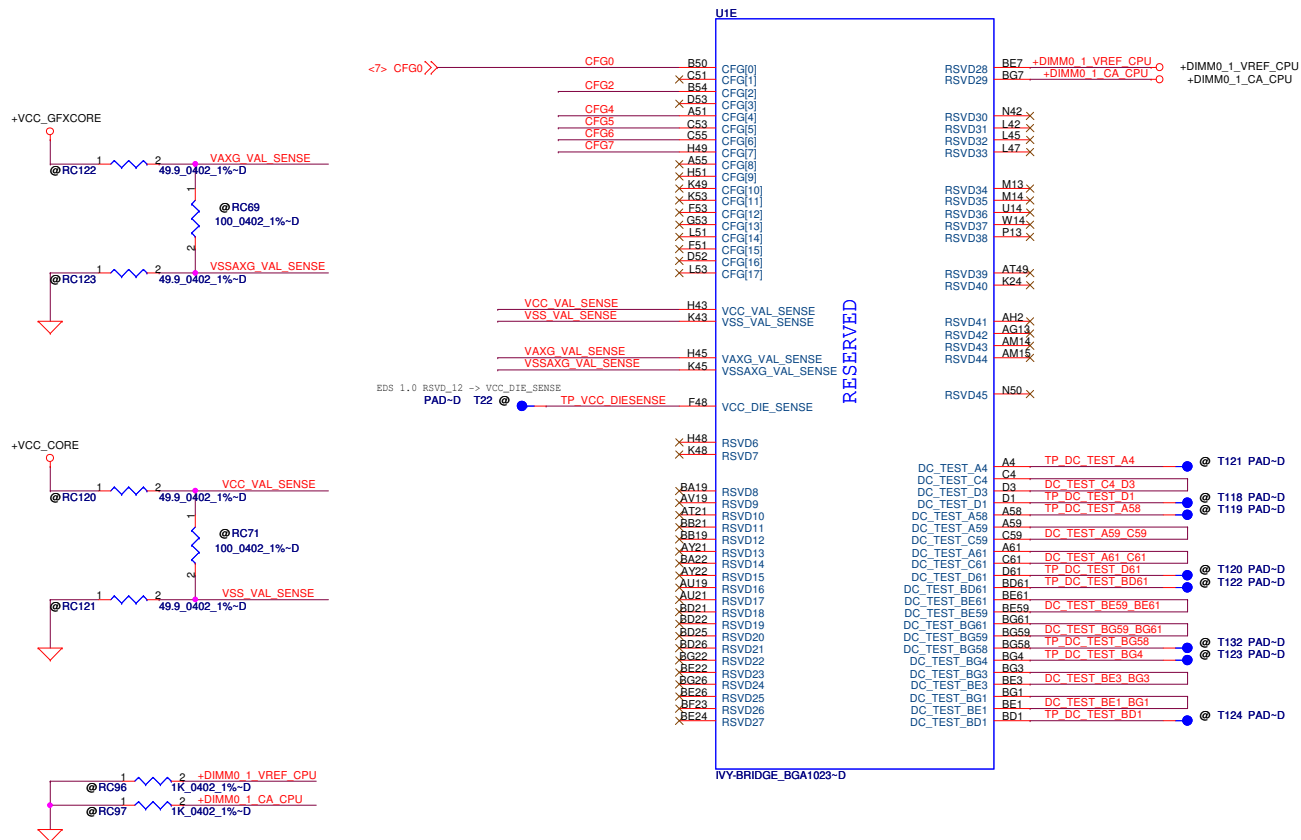 U1E
<7> CFG0
CFG0 B50 CFG[0]
C51 CFG[1]
CFG2 B54 CFG[2]
D53 CFG[3]
CFG4 A51 CFG[4]
CFG5 C53 CFG[5]
CFG6 C55 CFG[6]
CFG7 H49 CFG[7]
A55 CFG[8]
H51 CFG[9]
K49 CFG[10]
K53 CFG[11]
F53 CFG[12]
G53 CFG[13]
L51 CFG[14]
F51 CFG[15]
D52 CFG[16]
L53 CFG[17]
VCC_VAL_SENSE H43 VCC_VAL_SENSE
VSS_VAL_SENSE K43 VSS_VAL_SENSE
VAXG_VAL_SENSE H45 VAXG_VAL_SENSE
VSSAXG_VAL_SENSE K45 VSSAXG_VAL_SENSE
EDS 1.0 RSVD_12 -> VCC_DIE_SENSE
PAD~D T22 @ TP_VCC_DIESENSE F48 VCC_DIE_SENSE
H48 RSVD6
K48 RSVD7
BA19 RSVD8
AV19 RSVD9
AT21 RSVD10
BB21 RSVD11
BB19 RSVD12
AY21 RSVD13
BA22 RSVD14
AY22 RSVD15
AU19 RSVD16
AU21 RSVD17
BD21 RSVD18
BD22 RSVD19
BD25 RSVD20
BD26 RSVD21
BG22 RSVD22
BE22 RSVD23
BG26 RSVD24
BE26 RSVD25
BF23 RSVD26
BE24 RSVD27
RESERVED
RSVD28 BE7 +DIMM0_1_VREF_CPU +DIMM0_1_VREF_CPU
RSVD29 BG7 +DIMM0_1_CA_CPU +DIMM0_1_CA_CPU
RSVD30 N42
RSVD31 L42
RSVD32 L45
RSVD33 L47
RSVD34 M13
RSVD35 M14
RSVD36 U14
RSVD37 W14
RSVD38 P13
RSVD39 AT49
RSVD40 K24
RSVD41 AH2
RSVD42 AG13
RSVD43 AM14
RSVD44 AM15
RSVD45 N50
DC_TEST_A4 A4 TP_DC_TEST_A4 @ T121 PAD~D
DC_TEST_C4 C4
DC_TEST_D3 D3 DC_TEST_C4_D3
DC_TEST_D1 D1 TP_DC_TEST_D1 @ T118 PAD~D
DC_TEST_A58 A58 TP_DC_TEST_A58 @ T119 PAD~D
DC_TEST_A59 A59
DC_TEST_C59 C59 DC_TEST_A59_C59
DC_TEST_A61 A61
DC_TEST_C61 C61 DC_TEST_A61_C61
DC_TEST_D61 D61 TP_DC_TEST_D61 @ T120 PAD~D
DC_TEST_BD61 BD61 TP_DC_TEST_BD61 @ T122 PAD~D
DC_TEST_BE61 BE61
DC_TEST_BE59 BE59 DC_TEST_BE59_BE61
DC_TEST_BG61 BG61
DC_TEST_BG59 BG59 DC_TEST_BG59_BG61
DC_TEST_BG58 BG58 TP_DC_TEST_BG58 @ T132 PAD~D
DC_TEST_BG4 BG4 TP_DC_TEST_BG4 @ T123 PAD~D
DC_TEST_BG3 BG3
DC_TEST_BE3 BE3 DC_TEST_BE3_BG3
DC_TEST_BG1 BG1
DC_TEST_BE1 BE1 DC_TEST_BE1_BG1
DC_TEST_BD1 BD1 TP_DC_TEST_BD1 @ T124 PAD~D
IVY-BRIDGE_BGA1023~D
+VCC_GFXCORE
1 2 VAXG_VAL_SENSE
@RC122 49.9_0402_1%~D
1
@RC69
100_0402_1%~D
2
1 2 VSSAXG_VAL_SENSE
@RC123 49.9_0402_1%~D
+VCC_CORE
1 2 VCC_VAL_SENSE
@RC120 49.9_0402_1%~D
1
@RC71
100_0402_1%~D
2
1 2 VSS_VAL_SENSE
@RC121 49.9_0402_1%~D
1 2 +DIMM0_1_VREF_CPU
@RC96 1K_0402_1%~D
1 2 +DIMM0_1_CA_CPU
@RC97 1K_0402_1%~D